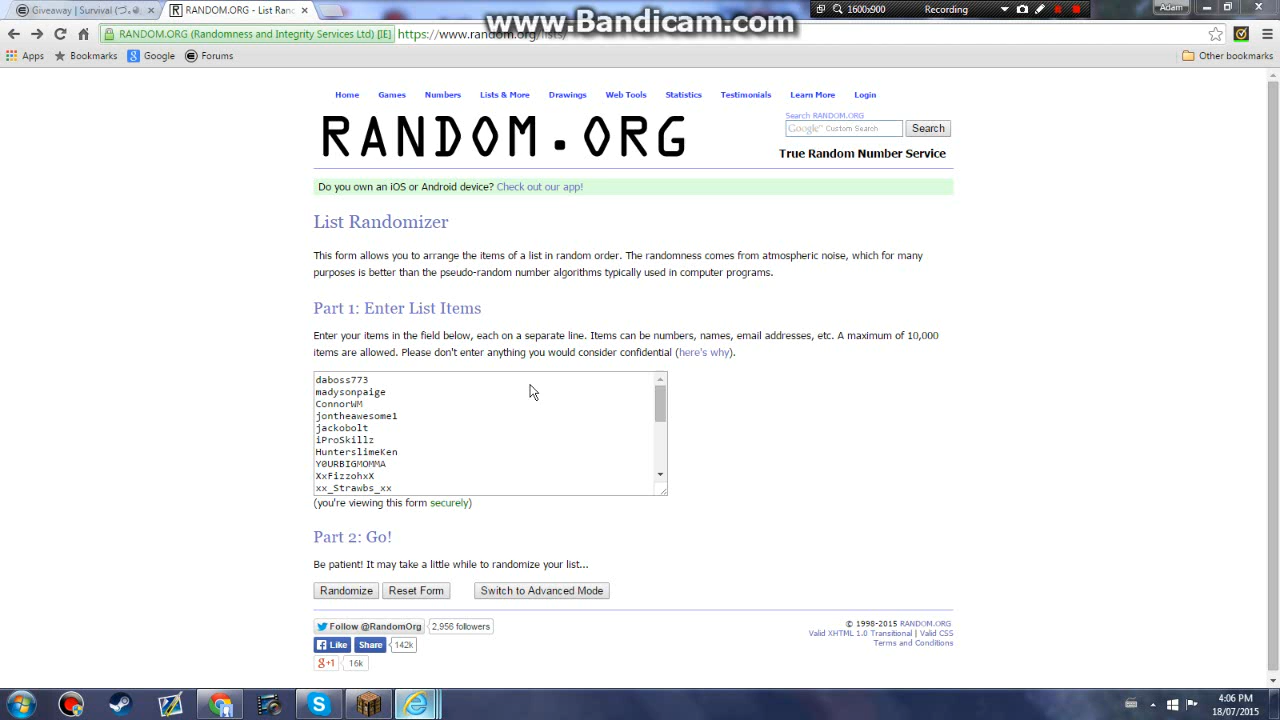 Giveaway | Survival (づ｡
RANDOM.ORG - List Ran
www.Bandicam.com
1600x900
Recording
Adam
RANDOM.ORG (Randomness and Integrity Services Ltd) [IE]
https://www.random.org/lists/
Apps
Bookmarks
Google
Forums
Other bookmarks
Home Games Numbers Lists & More Drawings Web Tools Statistics Testimonials Learn More Login
RANDOM.ORG
Search RANDOM.ORG
Google™ Custom Search
Search
True Random Number Service
Do you own an iOS or Android device? Check out our app!
List Randomizer
This form allows you to arrange the items of a list in random order. The randomness comes from atmospheric noise, which for many
purposes is better than the pseudo-random number algorithms typically used in computer programs.
Part 1: Enter List Items
Enter your items in the field below, each on a separate line. Items can be numbers, names, email addresses, etc. A maximum of 10,000
items are allowed. Please don't enter anything you would consider confidential (here's why).
daboss773
madysonpaige
ConnorWM
jontheawesome1
jackobolt
iProSkillz
HunterslimeKen
Y0URBIGMOMMA
XxFizzohxX
xx_Strawbs_xx
(you're viewing this form securely)
Part 2: Go!
Be patient! It may take a little while to randomize your list...
Randomize
Reset Form
Switch to Advanced Mode
Follow @RandomOrg
2,956 followers
Like
Share
142k
g+1
16k
© 1998-2015 RANDOM.ORG
Valid XHTML 1.0 Transitional | Valid CSS
Terms and Conditions
4:06 PM
18/07/2015